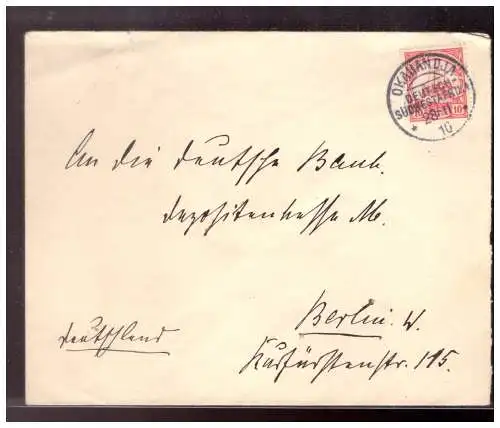 OKAHANDJA
DEUTSCH-
SÜDWESTAFRIKA
10
An die Deutsche Bank.
Depositenkasse M.
Berlin. W.
Deutschland
Kurfürstenstr. 115.